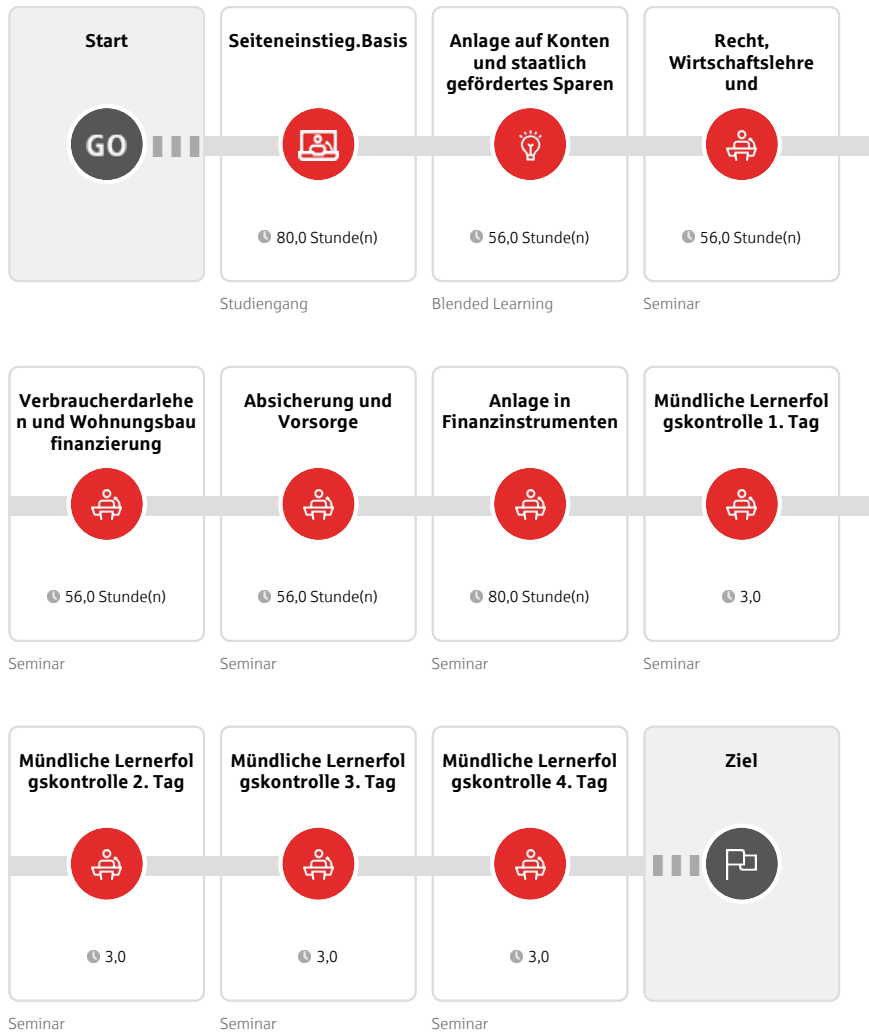 Start
GO
Seiteneinstieg.Basis
80,0 Stunde(n)
Studiengang
Anlage auf Konten
und staatlich
gefördertes Sparen
56,0 Stunde(n)
Blended Learning
Recht,
Wirtschaftslehre
und
56,0 Stunde(n)
Seminar
Verbraucherdarlehe
n und Wohnungsbau
finanzierung
56,0 Stunde(n)
Seminar
Absicherung und
Vorsorge
56,0 Stunde(n)
Seminar
Anlage in
Finanzinstrumenten
80,0 Stunde(n)
Seminar
Mündliche Lernerfol
gskontrolle 1. Tag
3,0
Seminar
Mündliche Lernerfol
gskontrolle 2. Tag
3,0
Seminar
Mündliche Lernerfol
gskontrolle 3. Tag
3,0
Seminar
Mündliche Lernerfol
gskontrolle 4. Tag
3,0
Seminar
Ziel